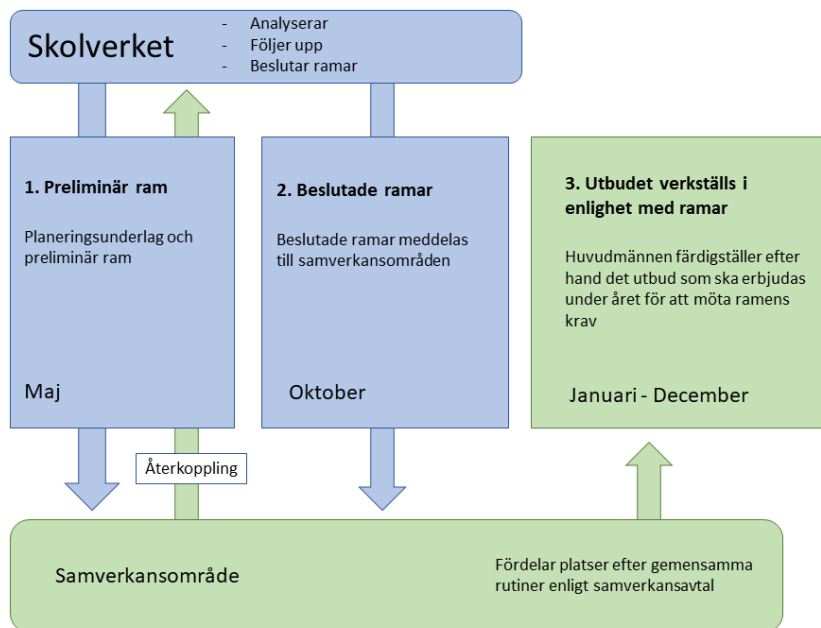 Skolverket
- Analyserar
- Följer upp
- Beslutar ramar
1. Preliminär ram
Planeringsunderlag och
preliminär ram
Maj
2. Beslutade ramar
Beslutade ramar meddelas
till samverkansområden
Oktober
3. Utbudet verkställs i
enlighet med ramar
Huvudmännen färdigställer efter
hand det utbud som ska erbjudas
under året för att möta ramens
krav
Januari - December
Återkoppling
Samverkansområde
Fördelar platser efter gemensamma
rutiner enligt samverkansavtal